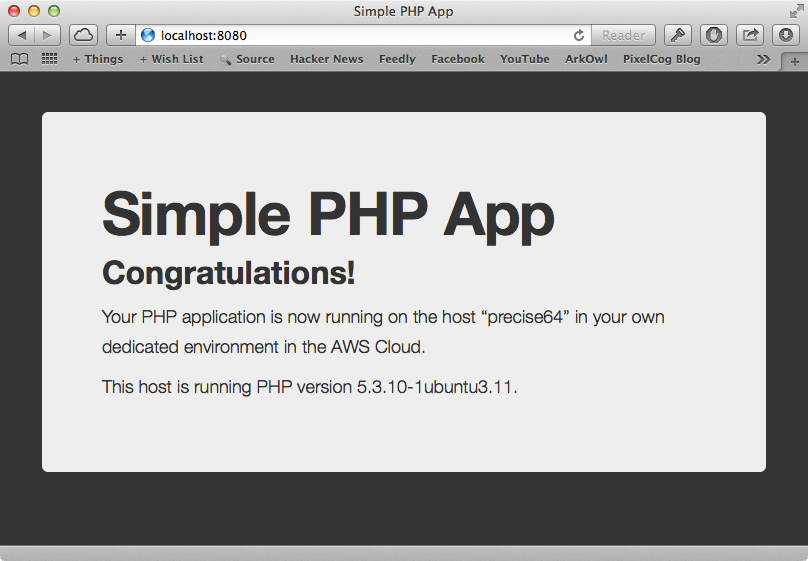 Simple PHP App
localhost:8080
Reader
+ Things + Wish List Source Hacker News Feedly Facebook YouTube ArkOwl PixelCog Blog
Simple PHP App
Congratulations!
Your PHP application is now running on the host “precise64” in your own
dedicated environment in the AWS Cloud.
This host is running PHP version 5.3.10-1ubuntu3.11.